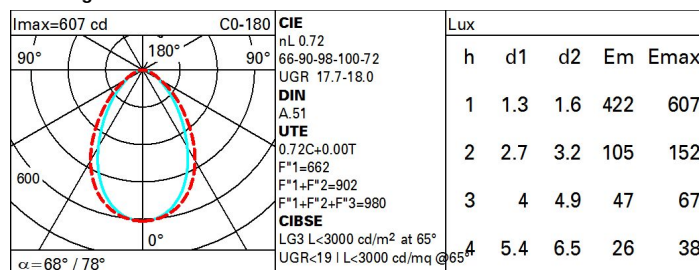 Imax=607 cd C0-180
90° 180° 90°
600
0°
α=68° / 78°
CIE
nL 0.72
66-90-98-100-72
UGR 17.7-18.0
DIN
A.51
UTE
0.72C+0.00T
F"1=662
F"1+F"2=902
F"1+F"2+F"3=980
CIBSE
LG3 L<3000 cd/m² at 65°
UGR<19 | L<3000 cd/mq @65°
Lux
h d1 d2 Em Emax
1 1.3 1.6 422 607
2 2.7 3.2 105 152
3 4 4.9 47 67
4 5.4 6.5 26 38